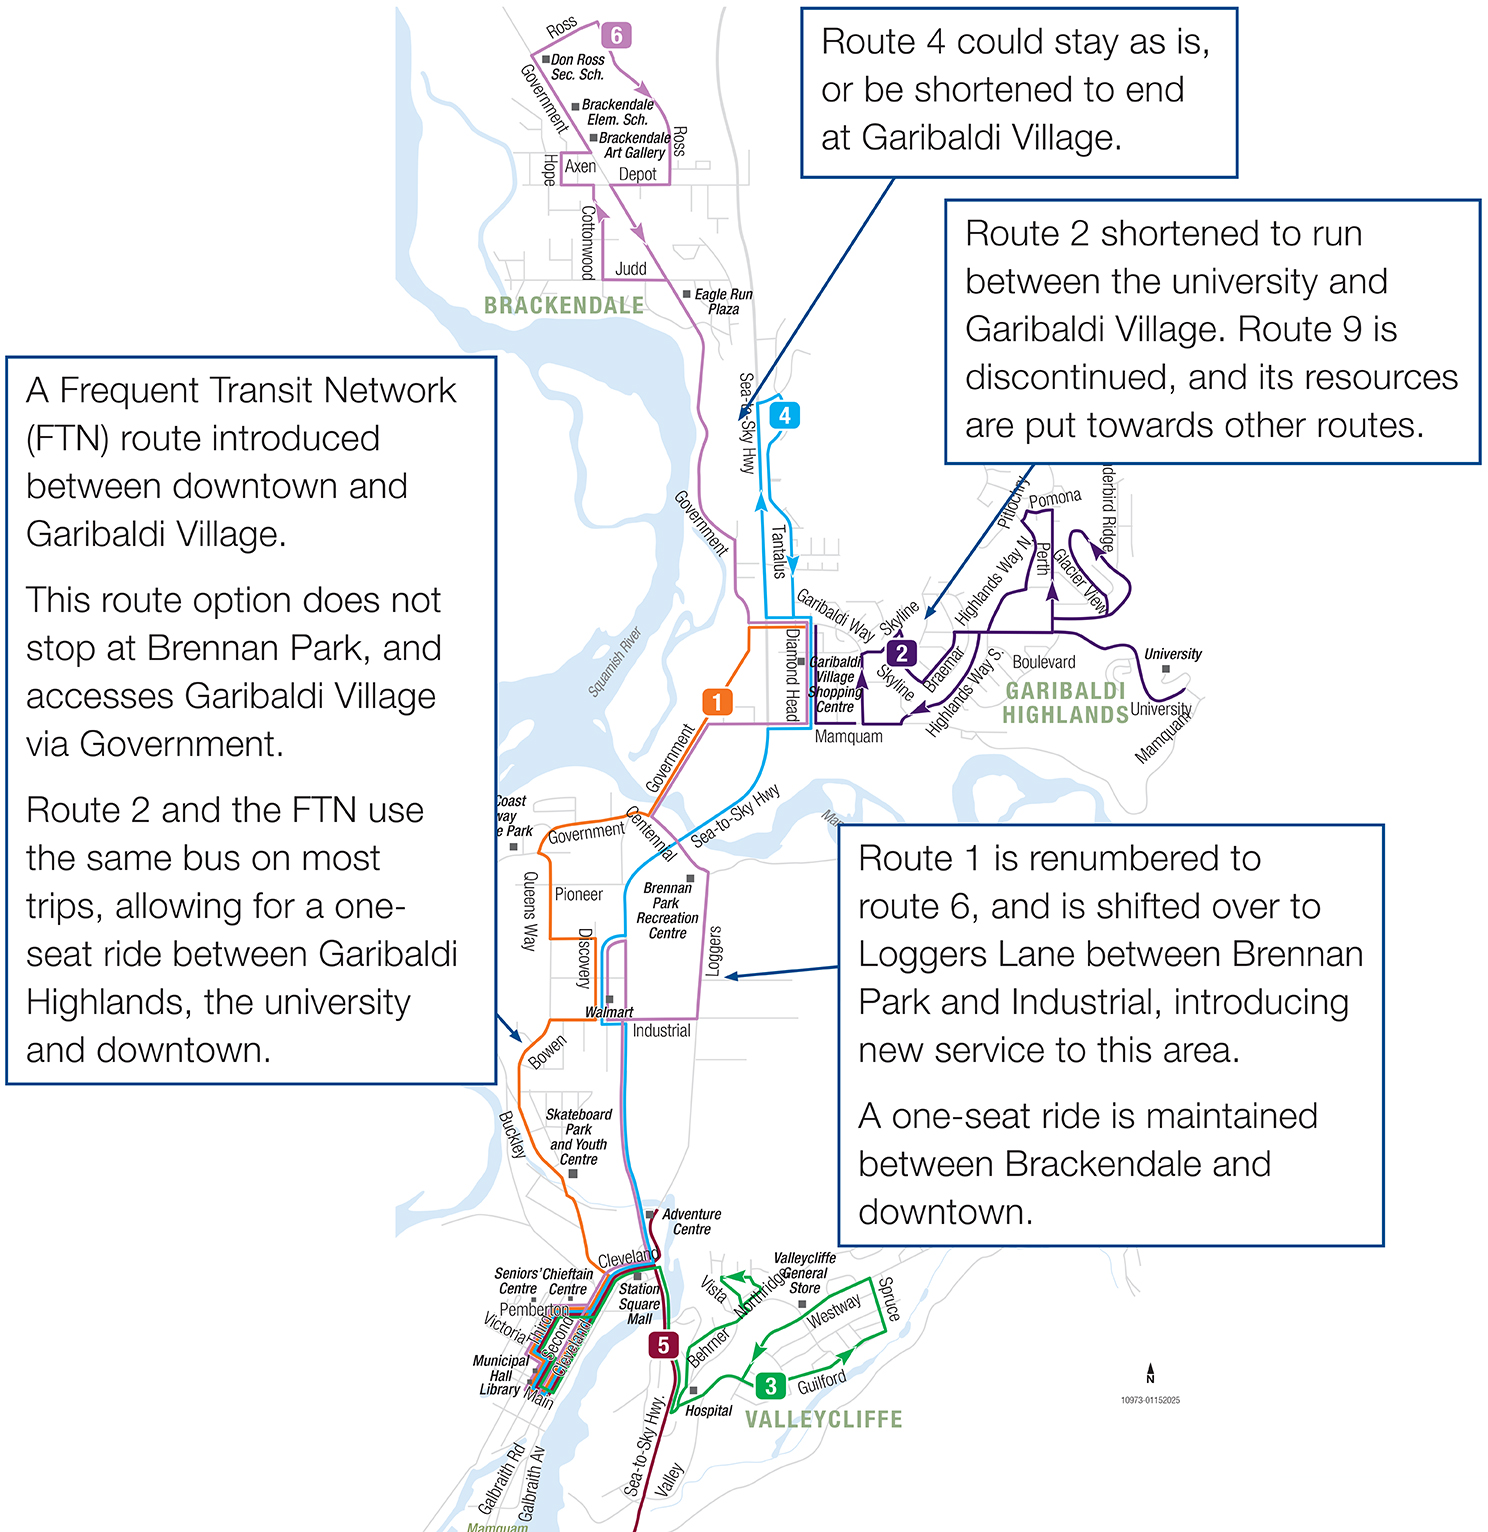 Route 4 could stay as is,
or be shortened to end
at Garibaldi Village.
Route 2 shortened to run
between the university and
Garibaldi Village. Route 9 is
discontinued, and its resources
are put towards other routes.
A Frequent Transit Network
(FTN) route introduced
between downtown and
Garibaldi Village.
This route option does not
stop at Brennan Park, and
accesses Garibaldi Village
via Government.
Route 2 and the FTN use
the same bus on most
trips, allowing for a one-
seat ride between Garibaldi
Highlands, the university
and downtown.
Route 1 is renumbered to
route 6, and is shifted over to
Loggers Lane between Brennan
Park and Industrial, introducing
new service to this area.
A one-seat ride is maintained
between Brackendale and
downtown.
Ross
6
Don Ross
Sec. Sch.
Government
Brackendale
Elem. Sch.
Brackendale
Art Gallery
Ross
Hope
Axen
Depot
Cottonwood
Judd
BRACKENDALE
Eagle Run
Plaza
Sea-to-Sky Hwy
4
Government
Tantalus
Pitlochry
Pomona
derbird Ridge
Highlands Way N.
Perth
Glacier View
Garibaldi Way
Skyline
2
Skyline
Braemar
Highlands Way S.
Boulevard
University
GARIBALDI
HIGHLANDS
University
Mamquam
Squamish River
Diamond Head
Garibaldi
Village
Shopping
Centre
1
Mamquam
Government
Sea-to-Sky Hwy
Mam
Coast
way
e Park
Government
Centennial
Queens Way
Pioneer
Brennan
Park
Recreation
Centre
Discovery
Loggers
Walmart
Industrial
Bowen
Buckley
Skateboard
Park
and Youth
Centre
Adventure
Centre
Cleveland
Seniors'
Centre
Chieftain
Centre
Station
Square
Mall
Pemberton
Victoria
Third
Second
Cleveland
Municipal
Hall
Library
Main
Vista
Northridge
Valleycliffe
General
Store
Spruce
Westway
Behrner
5
3
Guilford
Hospital
VALLEYCLIFFE
Sea-to-Sky Hwy.
Valley
Galbraith Rd
Galbraith Av
Mamquam
N
10973-01152025